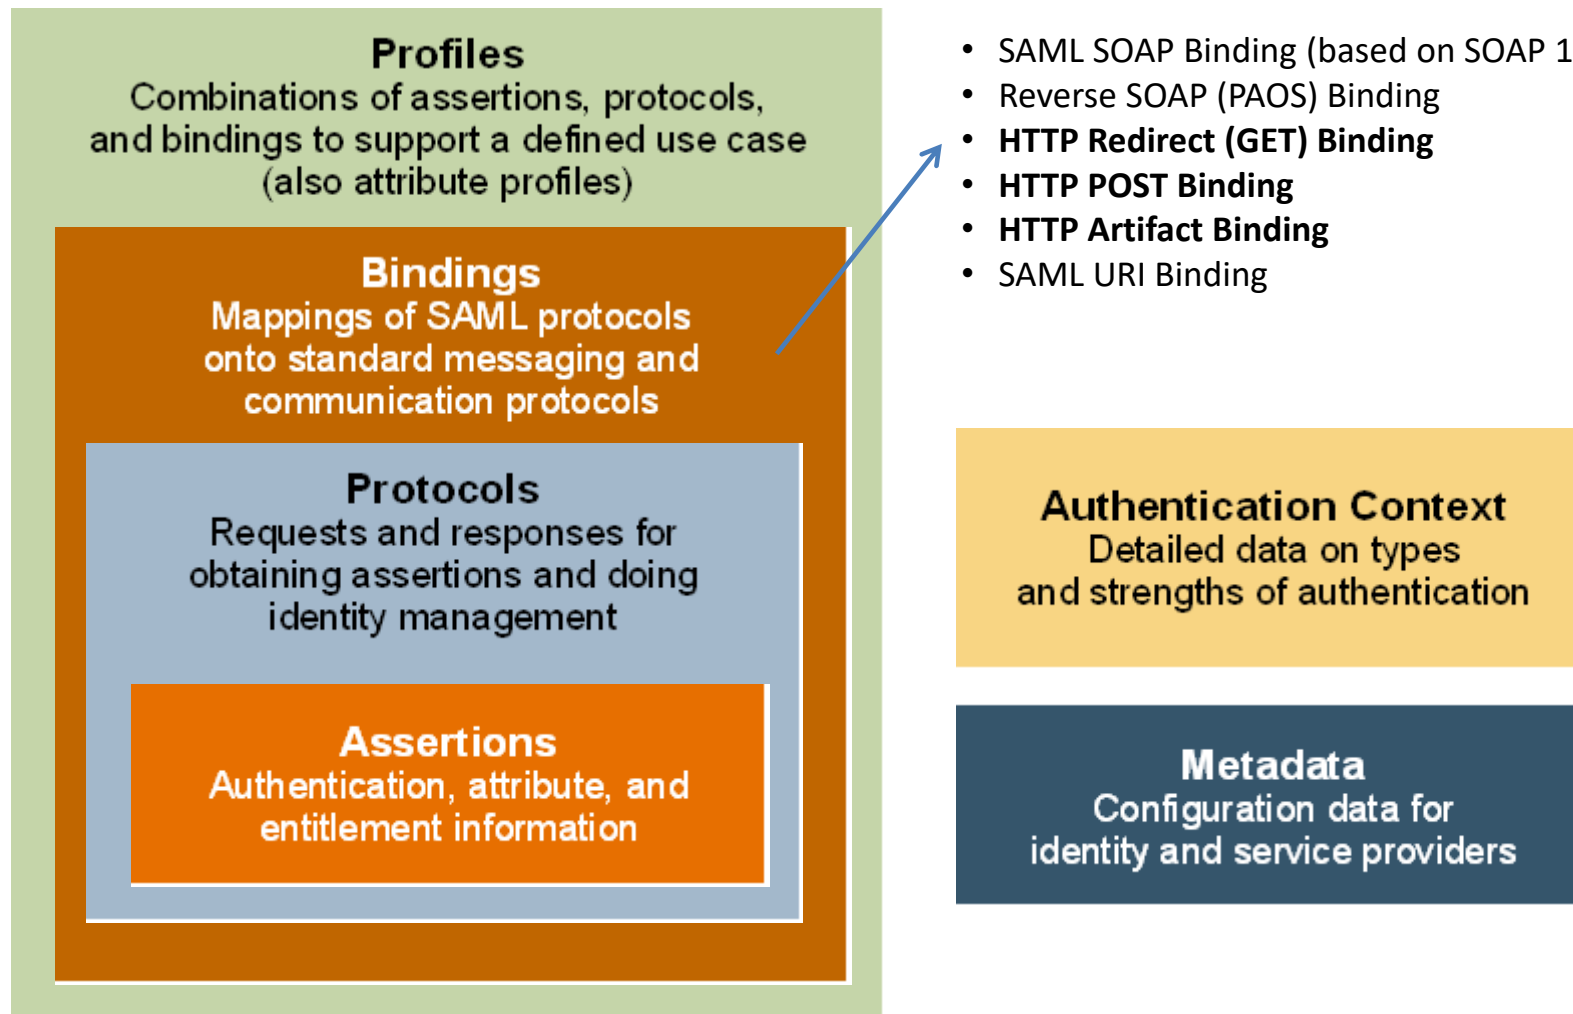 Profiles
Combinations of assertions, protocols,
and bindings to support a defined use case
(also attribute profiles)
Bindings
Mappings of SAML protocols
onto standard messaging and
communication protocols
Protocols
Requests and responses for
obtaining assertions and doing
identity management
Assertions
Authentication, attribute, and
entitlement information
• SAML SOAP Binding (based on SOAP 1
• Reverse SOAP (PAOS) Binding
• HTTP Redirect (GET) Binding
• HTTP POST Binding
• HTTP Artifact Binding
• SAML URI Binding
Authentication Context
Detailed data on types
and strengths of authentication
Metadata
Configuration data for
identity and service providers